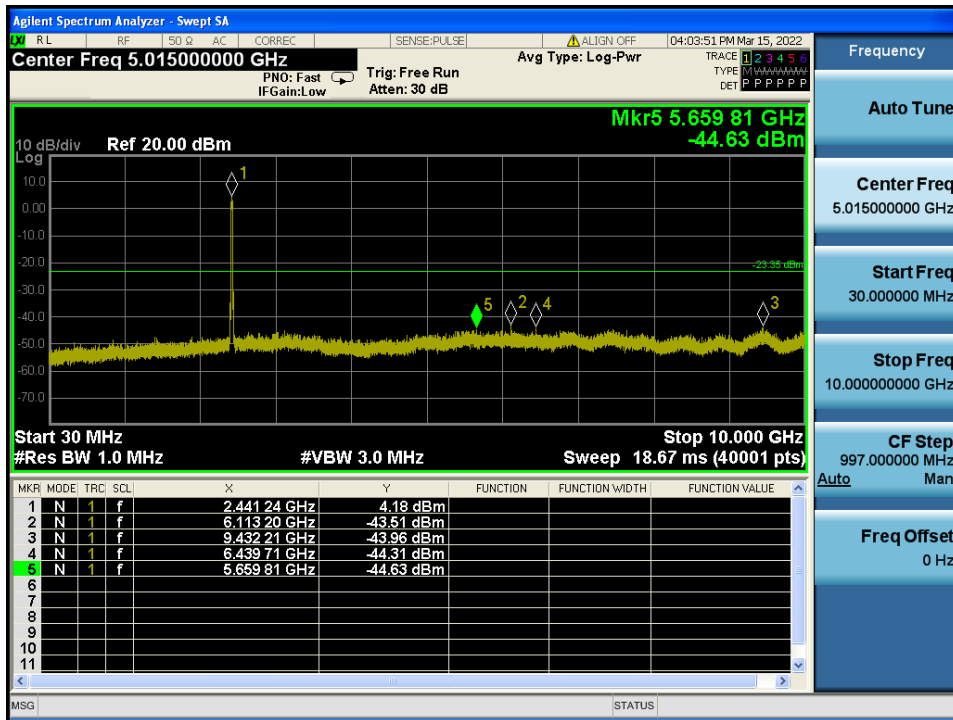 Agilent Spectrum Analyzer - Swept SA
LXI RL RF 50 Ω AC CORREC SENSE:PULSE ALIGN OFF 04:03:51 PM Mar 15, 2022
Center Freq 5.015000000 GHz
PNO: Fast
IFGain:Low
Trig: Free Run
Atten: 30 dB
Avg Type: Log-Pwr
TRACE 1 2 3 4 5 6
TYPE M
DET P P P P P P
Mkr5 5.659 81 GHz
-44.63 dBm
10 dB/div Ref 20.00 dBm
Log
10.0
0.00
-10.0
-20.0
-30.0
-40.0
-50.0
-60.0
-70.0
1
5
2
4
3
-23.35 dBm
Start 30 MHz Stop 10.000 GHz
#Res BW 1.0 MHz #VBW 3.0 MHz Sweep 18.67 ms (40001 pts)
MKR MODE TRC SCL X Y FUNCTION FUNCTION WIDTH FUNCTION VALUE
1 N 1 f 2.441 24 GHz 4.18 dBm
2 N 1 f 6.113 20 GHz -43.51 dBm
3 N 1 f 9.432 21 GHz -43.96 dBm
4 N 1 f 6.439 71 GHz -44.31 dBm
5 N 1 f 5.659 81 GHz -44.63 dBm
6
7
8
9
10
11
MSG STATUS
Frequency
Auto Tune
Center Freq
5.015000000 GHz
Start Freq
30.000000 MHz
Stop Freq
10.000000000 GHz
CF Step
997.000000 MHz
Auto Man
Freq Offset
0 Hz